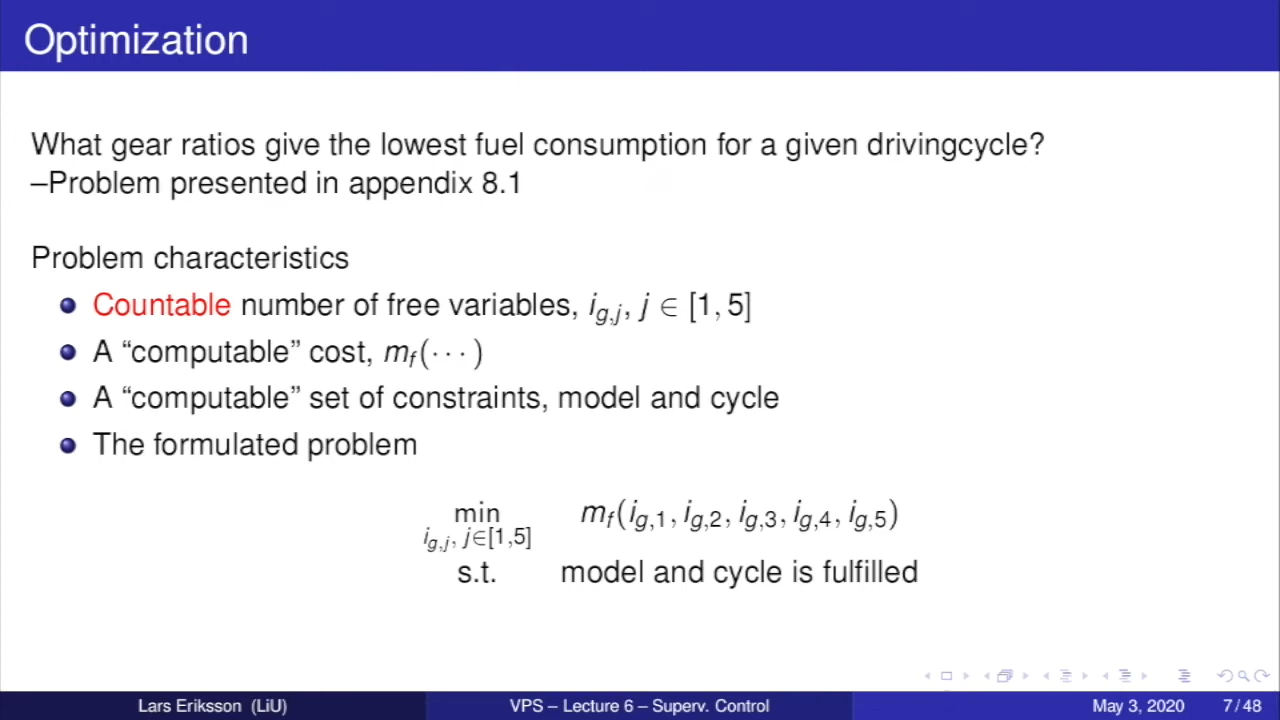 Optimization
What gear ratios give the lowest fuel consumption for a given drivingcycle?
–Problem presented in appendix 8.1
Problem characteristics
Countable number of free variables, i_{g,j}, j ∈ [1, 5]
A “computable” cost, m_f(· · ·)
A “computable” set of constraints, model and cycle
The formulated problem
min m_f(i_{g,1}, i_{g,2}, i_{g,3}, i_{g,4}, i_{g,5})
i_{g,j}, j∈[1,5]
s.t. model and cycle is fulfilled
Lars Eriksson (LiU) VPS – Lecture 6 – Superv. Control May 3, 2020 7 / 48